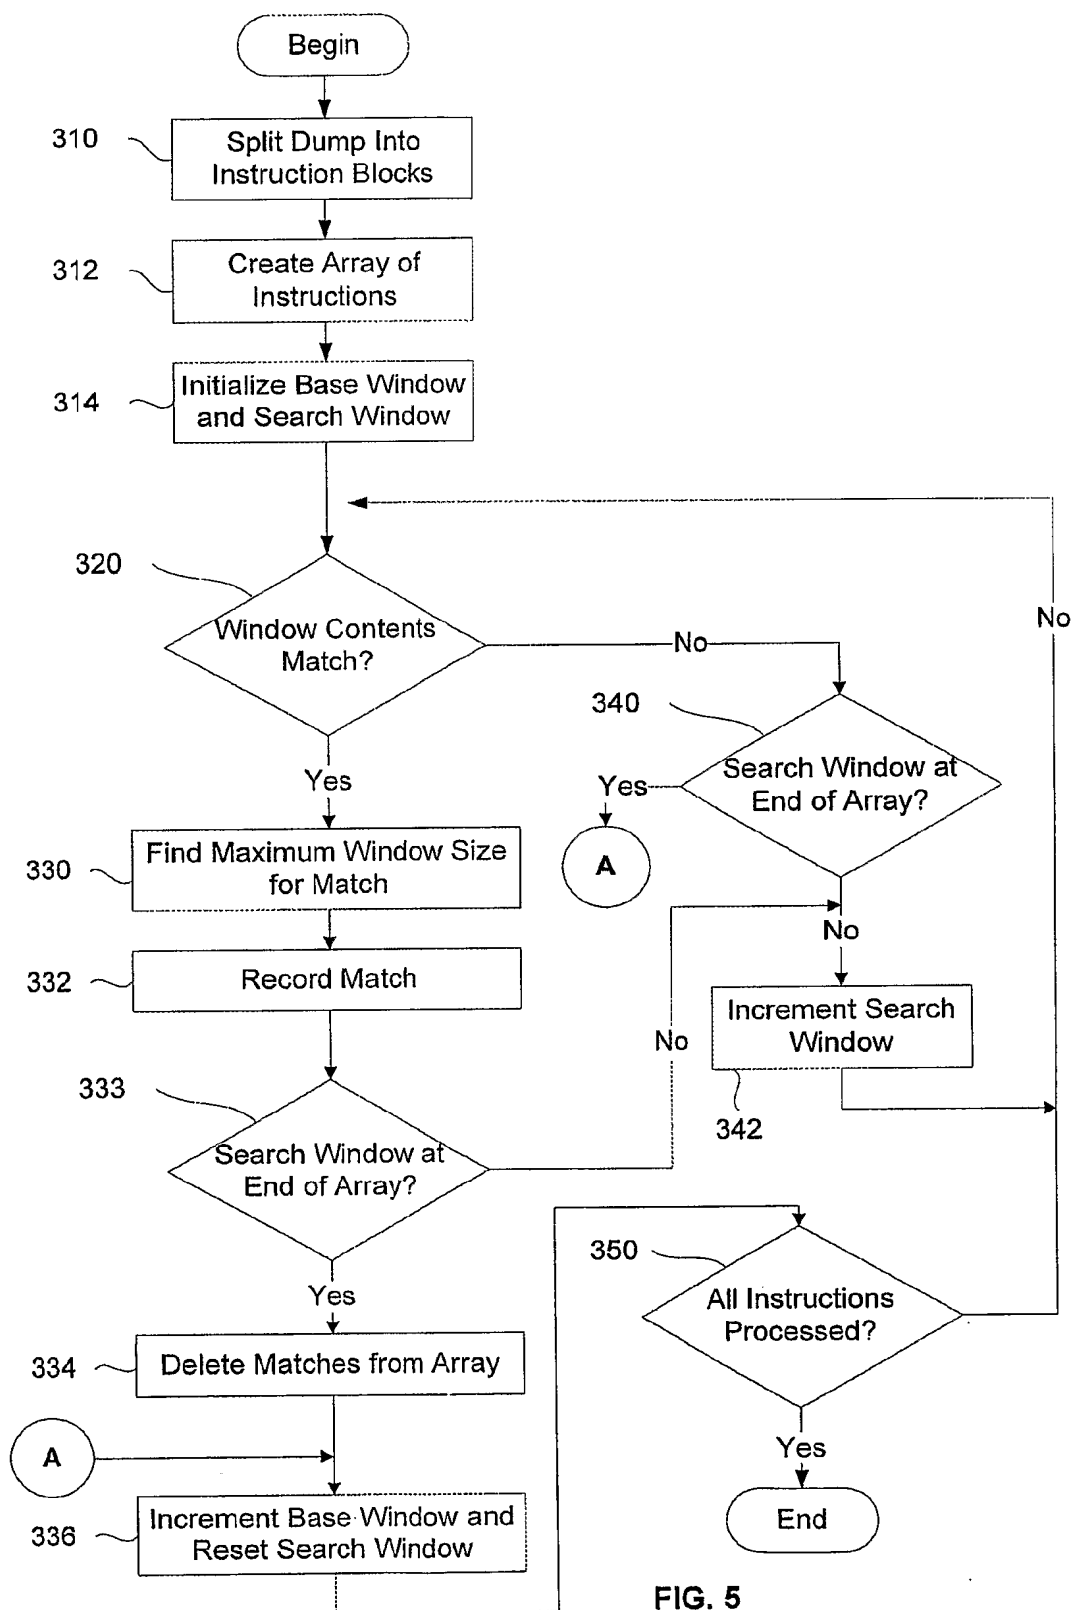 Begin
310
Split Dump Into
Instruction Blocks
312
Create Array of
Instructions
314
Initialize Base Window
and Search Window
320
Window Contents
Match?
No
No
340
Search Window at
End of Array?
Yes
Yes
A
330
Find Maximum Window Size
for Match
No
332
Record Match
Increment Search
Window
No
342
333
Search Window at
End of Array?
350
All Instructions
Processed?
Yes
334
Delete Matches from Array
A
Yes
336
Increment Base Window and
Reset Search Window
End
FIG. 5